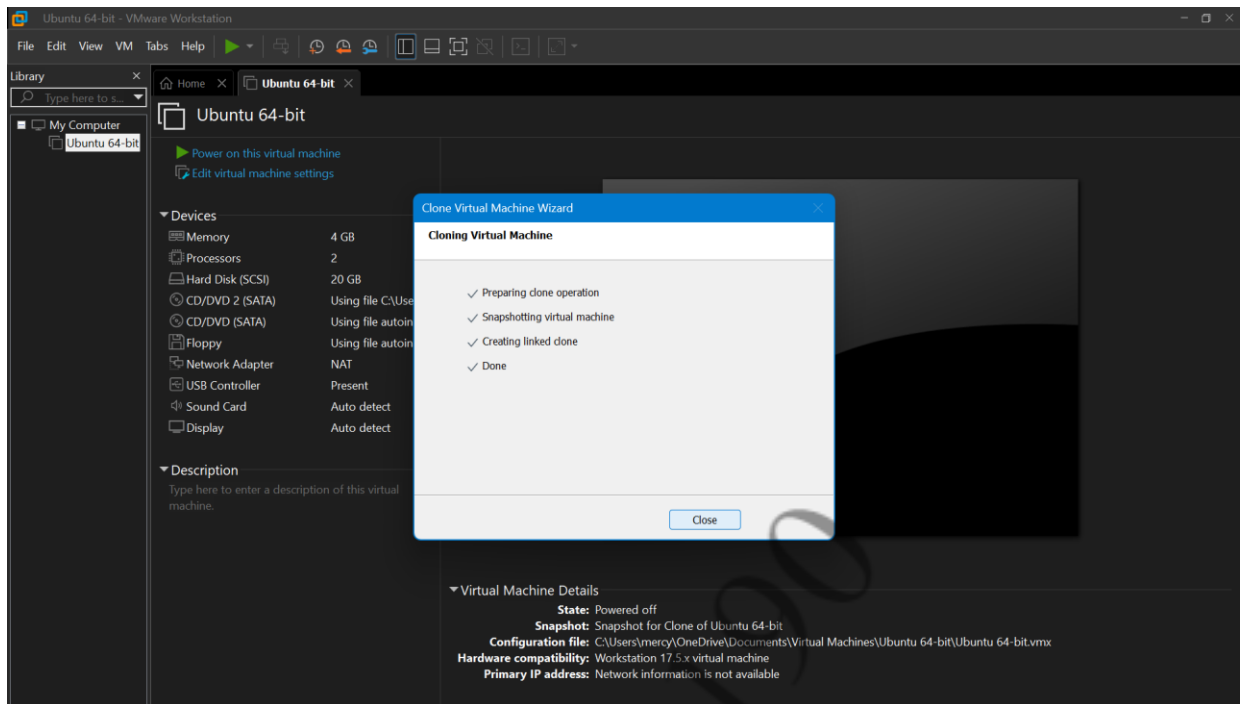 Ubuntu 64-bit - VMware Workstation
File Edit View VM Tabs Help
Library
Type here to s...
My Computer
Ubuntu 64-bit
Home
Ubuntu 64-bit
Ubuntu 64-bit
Power on this virtual machine
Edit virtual machine settings
Devices
Memory 4 GB
Processors 2
Hard Disk (SCSI) 20 GB
CD/DVD 2 (SATA) Using file C:\Use
CD/DVD (SATA) Using file autoin
Floppy Using file autoin
Network Adapter NAT
USB Controller Present
Sound Card Auto detect
Display Auto detect
Description
Type here to enter a description of this virtual
machine.
Clone Virtual Machine Wizard
Cloning Virtual Machine
Preparing clone operation
Snapshotting virtual machine
Creating linked clone
Done
Close
Virtual Machine Details
State: Powered off
Snapshot: Snapshot for Clone of Ubuntu 64-bit
Configuration file: C:\Users\mercy\OneDrive\Documents\Virtual Machines\Ubuntu 64-bit\Ubuntu 64-bit.vmx
Hardware compatibility: Workstation 17.5.x virtual machine
Primary IP address: Network information is not available